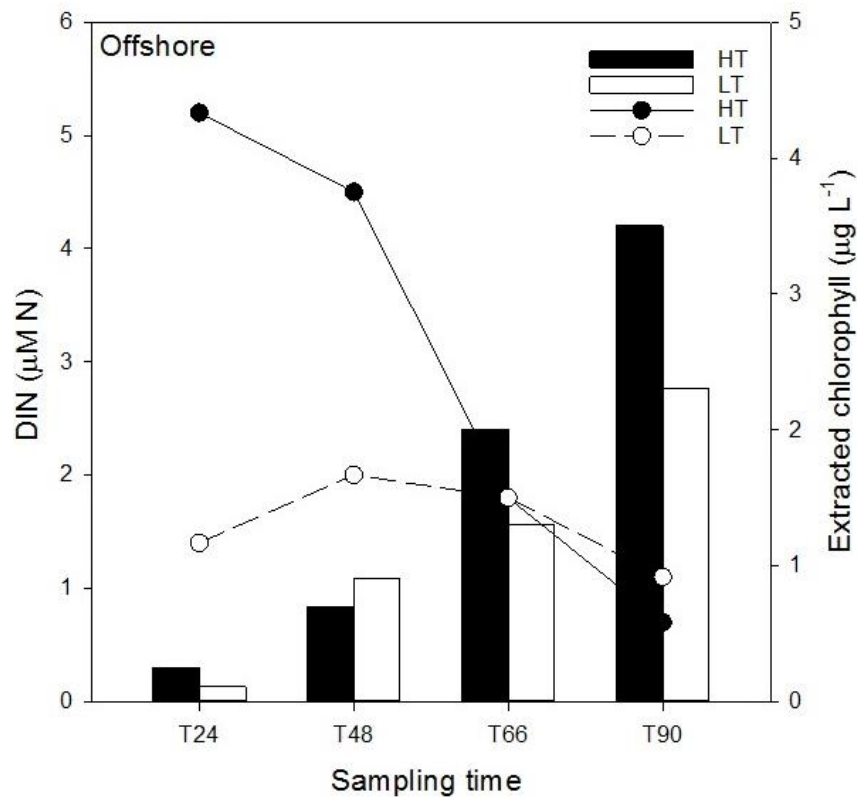 Offshore
HT
LT
HT
LT
6
5
4
3
2
1
0
DIN (μM N)
5
4
3
2
1
0
Extracted chlorophyll (μg L⁻¹)
T24 T48 T66 T90
Sampling time